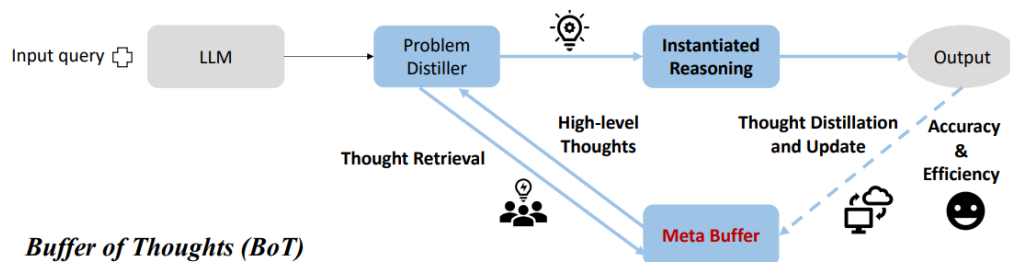 Input query
LLM
Problem
Distiller
Instantiated
Reasoning
Output
Thought Retrieval
High-level
Thoughts
Thought Distillation
and Update
Accuracy
&
Efficiency
Meta Buffer
Buffer of Thoughts (BoT)